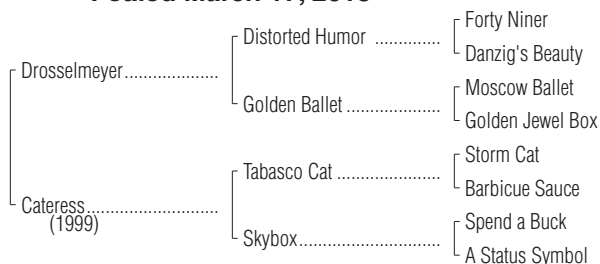 Forty Niner
Distorted Humor ..............
Danzig's Beauty
Drosselmeyer....................
Moscow Ballet
Golden Ballet ....................
Golden Jewel Box
Storm Cat
Tabasco Cat ......................
Barbicue Sauce
Cateress............................
(1999)
Spend a Buck
Skybox..............................
A Status Symbol